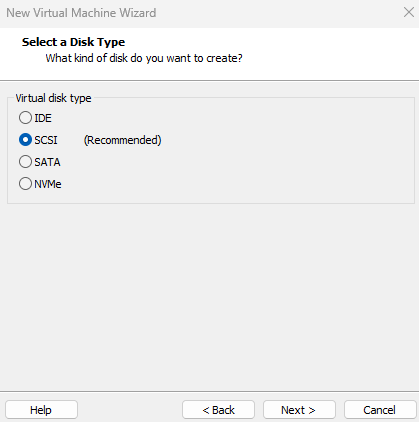 New Virtual Machine Wizard
Select a Disk Type
What kind of disk do you want to create?
Virtual disk type
IDE
SCSI (Recommended)
SATA
NVMe
Help < Back Next > Cancel